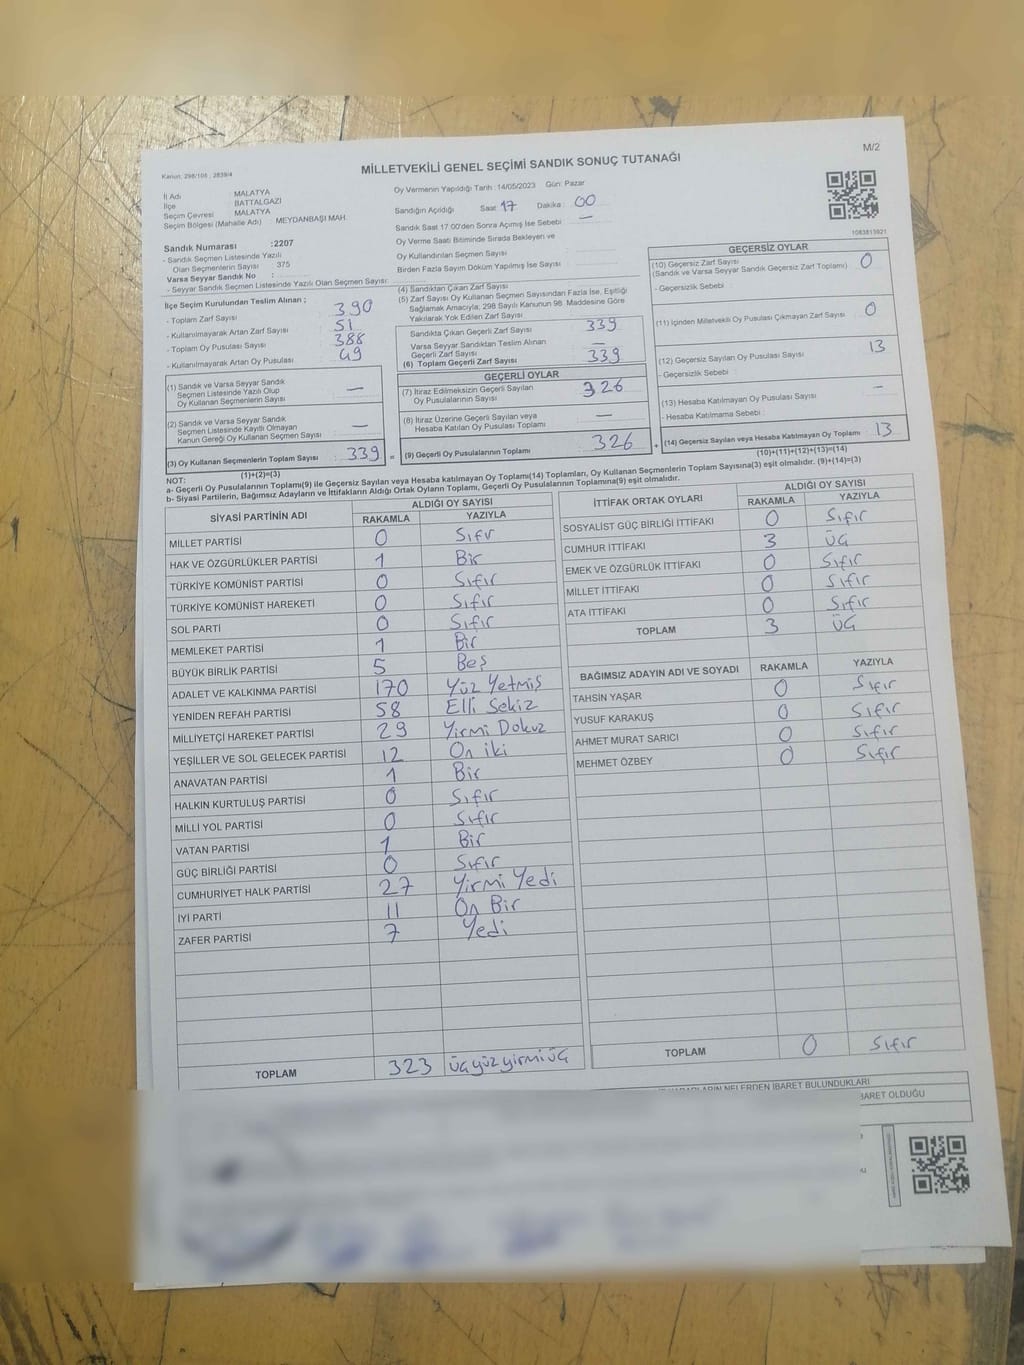 M/2
Kanun: 298/105 ; 2839/4
MİLLETVEKİLİ GENEL SEÇİMİ SANDIK SONUÇ TUTANAĞI
İl Adı : MALATYA
İlçe : BATTALGAZİ
Seçim Çevresi : MALATYA
Seçim Bölgesi (Mahalle Adı) : MEYDANBAŞI MAH.
Oy Vermenin Yapıldığı Tarih : 14/05/2023 Gün: Pazar
Sandığın Açıldığı Saat 17 Dakika : 00
Sandık Saat 17.00'den Sonra Açımış İse Sebebi : —
Oy Verme Saati Bitiminde Sırada Bekleyen ve
Oy Kullandırılan Seçmen Sayısı
Birden Fazla Sayım Döküm Yapılmış İse Sayısı :
1083813921
Sandık Numarası :2207
- Sandık Seçmen Listesinde Yazılı
Olan Seçmenlerin Sayısı : 375
Varsa Seyyar Sandık No :
- Seyyar Sandık Seçmen Listesinde Yazılı Olan Seçmen Sayısı:
İlçe Seçim Kurulundan Teslim Alınan ;
- Toplam Zarf Sayısı : 390
- Kullanılmayarak Artan Zarf Sayısı : 51
- Toplam Oy Pusulası Sayısı : 388
- Kullanılmayarak Artan Oy Pusulası : 49
(1) Sandık ve Varsa Seyyar Sandık
Seçmen Listesinde Yazılı Olup
Oy Kullanan Seçmenlerin Sayısı : —
(2) Sandık ve Varsa Seyyar Sandık
Seçmen Listesinde Kayıtlı Olmayan
Kanun Gereği Oy Kullanan Seçmen Sayısı : —
(3) Oy Kullanan Seçmenlerin Toplam Sayısı : 339 =
(1)+(2)=(3)
(4) Sandıktan Çıkan Zarf Sayısı
(5) Zarf Sayısı Oy Kullanan Seçmen Sayısından Fazla İse, Eşitliği
Sağlamak Amacıyla; 298 Sayılı Kanunun 98. Maddesine Göre
Yakılarak Yok Edilen Zarf Sayısı :
Sandıkta Çıkan Geçerli Zarf Sayısı : 339
Varsa Seyyar Sandıktan Teslim Alınan
Geçerli Zarf Sayısı : —
(6) Toplam Geçerli Zarf Sayısı : 339
GEÇERLİ OYLAR
(7) İtiraz Edilmeksizin Geçerli Sayılan
Oy Pusulalarının Sayısı : 326
(8) İtiraz Üzerine Geçerli Sayılan veya
Hesaba Katılan Oy Pusulası Toplamı : —
(9) Geçerli Oy Pusulalarının Toplamı : 326 +
GEÇERSİZ OYLAR
(10) Geçersiz Zarf Sayısı
(Sandık ve Varsa Seyyar Sandık Geçersiz Zarf Toplamı) : 0
- Geçersizlik Sebebi :
(11) İçinden Milletvekili Oy Pusulası Çıkmayan Zarf Sayısı : 0
(12) Geçersiz Sayılan Oy Pusulası Sayısı : 13
- Geçersizlik Sebebi :
(13) Hesaba Katılmayan Oy Pusulası Sayısı : —
- Hesaba Katılmama Sebebi :
(14) Geçersiz Sayılan veya Hesaba Katılmayan Oy Toplamı : 13
(10)+(11)+(12)+(13)=(14)
NOT:
a- Geçerli Oy Pusulalarının Toplamı(9) ile Geçersiz Sayılan veya Hesaba katılmayan Oy Toplamı(14) Toplamları, Oy Kullanan Seçmenlerin Toplam Sayısına(3) eşit olmalıdır. (9)+(14)=(3)
b- Siyasi Partilerin, Bağımsız Adayların ve İttifakların Aldığı Ortak Oyların Toplamı, Geçerli Oy Pusulalarının Toplamına(9) eşit olmalıdır.
SİYASİ PARTİNİN ADI ALDIĞI OY SAYISI
RAKAMLA YAZIYLA
MİLLET PARTİSİ 0 Sıfır
HAK VE ÖZGÜRLÜKLER PARTİSİ 1 Bir
TÜRKİYE KOMÜNİST PARTİSİ 0 Sıfır
TÜRKİYE KOMÜNİST HAREKETİ 0 Sıfır
SOL PARTİ 0 Sıfır
MEMLEKET PARTİSİ 1 Bir
BÜYÜK BİRLİK PARTİSİ 5 Beş
ADALET VE KALKINMA PARTİSİ 170 Yüz Yetmiş
YENİDEN REFAH PARTİSİ 58 Elli Sekiz
MİLLİYETÇİ HAREKET PARTİSİ 29 Yirmi Dokuz
YEŞİLLER VE SOL GELECEK PARTİSİ 12 On iki
ANAVATAN PARTİSİ 1 Bir
HALKIN KURTULUŞ PARTİSİ 0 Sıfır
MİLLİ YOL PARTİSİ 0 Sıfır
VATAN PARTİSİ 1 Bir
GÜÇ BİRLİĞİ PARTİSİ 0 Sıfır
CUMHURİYET HALK PARTİSİ 27 Yirmi Yedi
İYİ PARTİ 11 On Bir
ZAFER PARTİSİ 7 Yedi
TOPLAM 323 üçyüzyirmiüç
İTTİFAK ORTAK OYLARI ALDIĞI OY SAYISI
RAKAMLA YAZIYLA
SOSYALİST GÜÇ BİRLİĞİ İTTİFAKI 0 Sıfır
CUMHUR İTTİFAKI 3 üç
EMEK VE ÖZGÜRLÜK İTTİFAKI 0 Sıfır
MİLLET İTTİFAKI 0 Sıfır
ATA İTTİFAKI 0 Sıfır
TOPLAM 3 üç
BAĞIMSIZ ADAYIN ADI VE SOYADI RAKAMLA YAZIYLA
TAHSİN YAŞAR 0 Sıfır
YUSUF KARAKUŞ 0 Sıfır
AHMET MURAT SARICI 0 Sıfır
MEHMET ÖZBEY 0 Sıfır
TOPLAM 0 Sıfır
NELERDEN İBARET BULUNDUKLARI
OLDUĞU